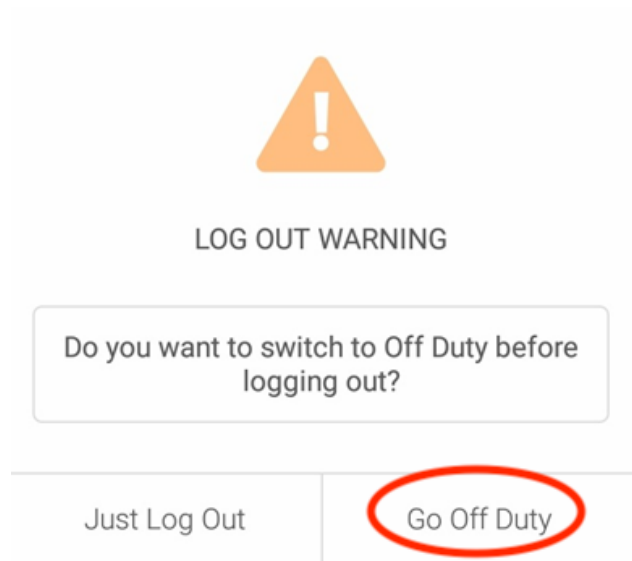 LOG OUT WARNING
Do you want to switch to Off Duty before
logging out?
Just Log Out
Go Off Duty